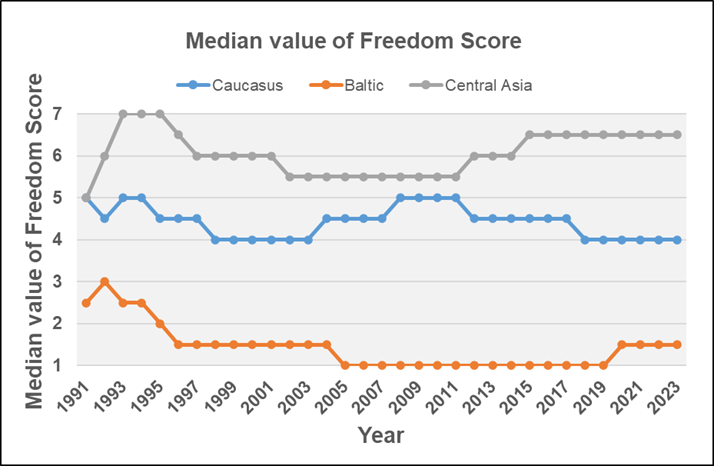 Median value of Freedom Score
Caucasus Baltic Central Asia
Median value of Freedom Score
7
6
5
4
3
2
1
1991 1993 1995 1997 1999 2001 2003 2005 2007 2009 2011 2013 2015 2017 2019 2021 2023
Year